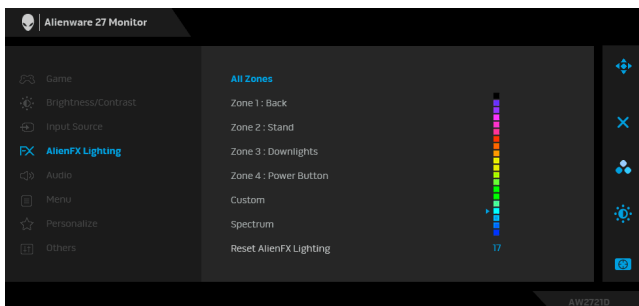 Alienware 27 Monitor
Game
Brightness/Contrast
Input Source
AlienFX Lighting
Audio
Menu
Personalize
Others
All Zones
Zone 1 : Back
Zone 2 : Stand
Zone 3 : Downlights
Zone 4 : Power Button
Custom
Spectrum
Reset AlienFX Lighting
17
AW2721D